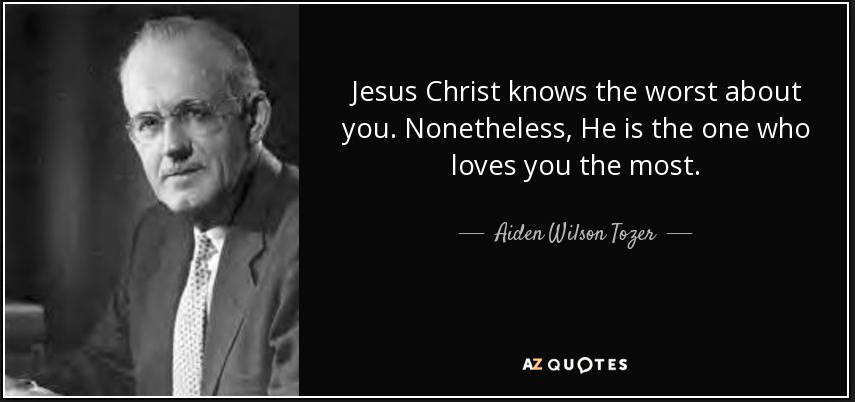 Jesus Christ knows the worst about
you. Nonetheless, He is the one who
loves you the most.
Aiden Wilson Tozer
AZ QUOTES